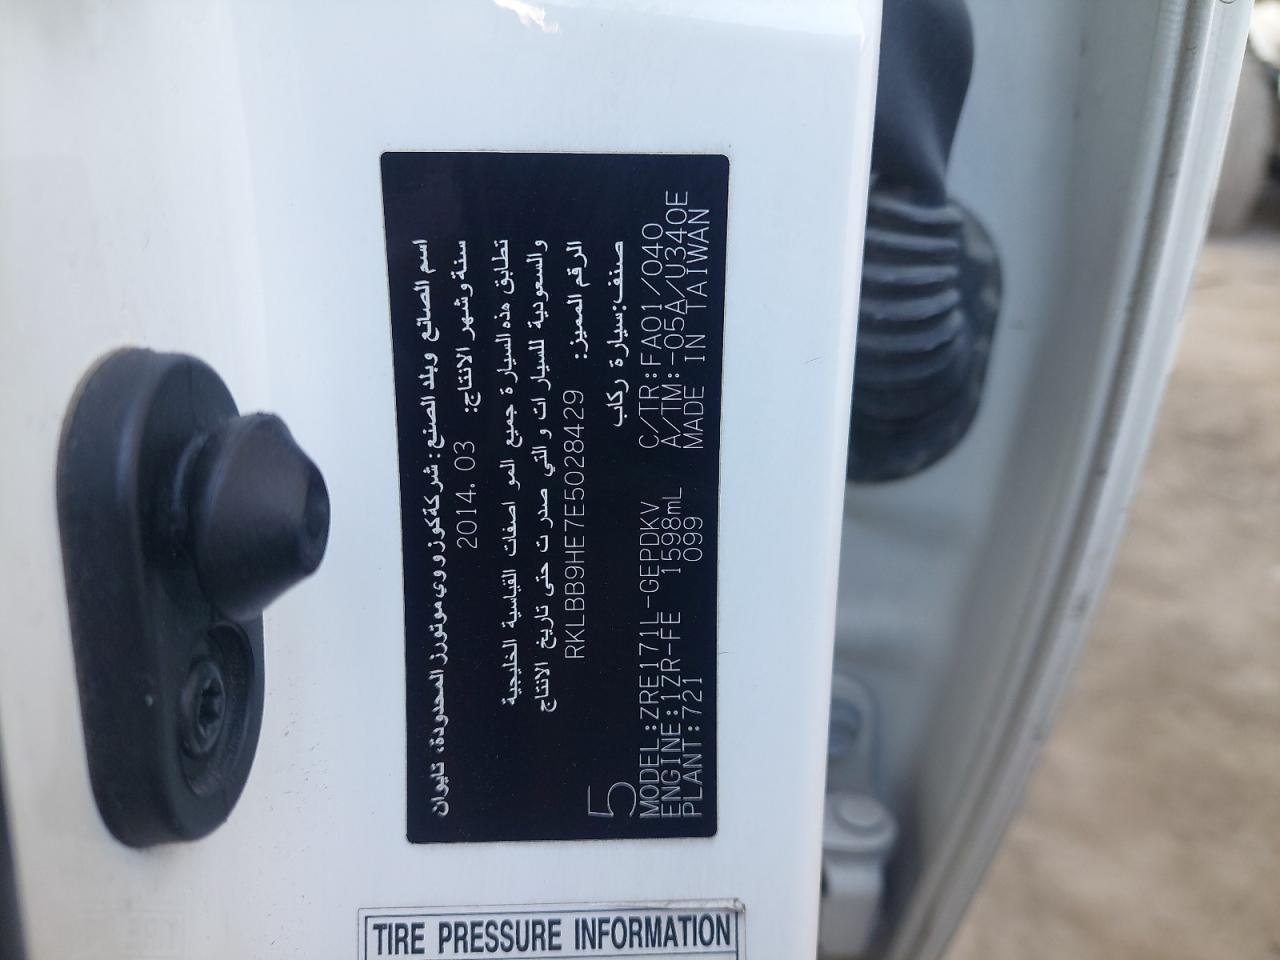 اسم الصانع وبلد الصنع: شركة كوزووي موتورز المحدودة، تايوان
سنة وشهر الانتاج: 2014.03
تطابق هذه السيارة جميع المواصفات القياسية الخليجية
والسعودية للسيارات والتي صدرت حتى تاريخ الانتاج
الرقم المميز: RKLBB9HE7E5028429
صنف: سيارة ركاب
5
MODEL:ZRE171L-GEPDKV C/TR:FA01/040
ENGINE:1ZR-FE 1598mL A/TM:-05A/U340E
PLANT:721 099 MADE IN TAIWAN
TIRE PRESSURE INFORMATION